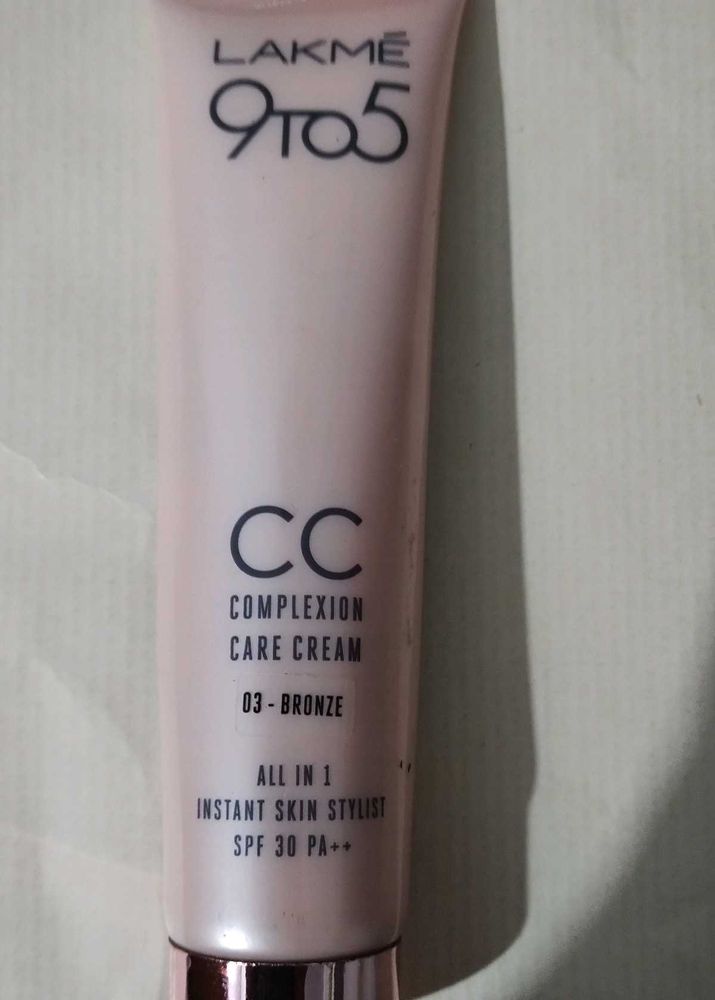 LAKMÉ
9TO5
CC
COMPLEXION
CARE CREAM
03 - BRONZE
ALL IN 1
INSTANT SKIN STYLIST
SPF 30 PA++